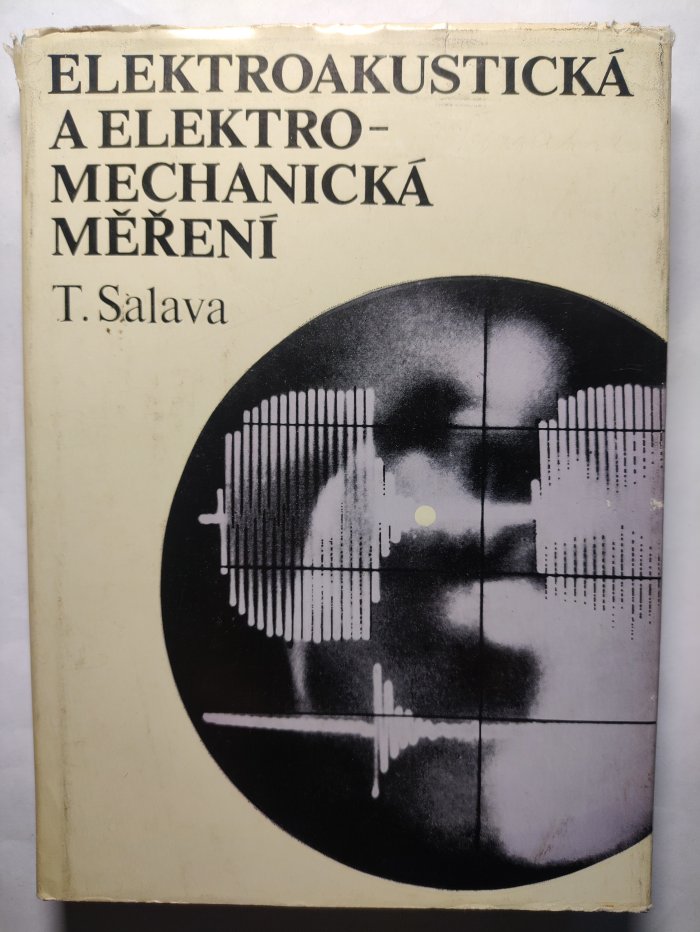 ELEKTROAKUSTICKÁ
A ELEKTRO-
MECHANICKÁ
MĚŘENÍ
T. Salava